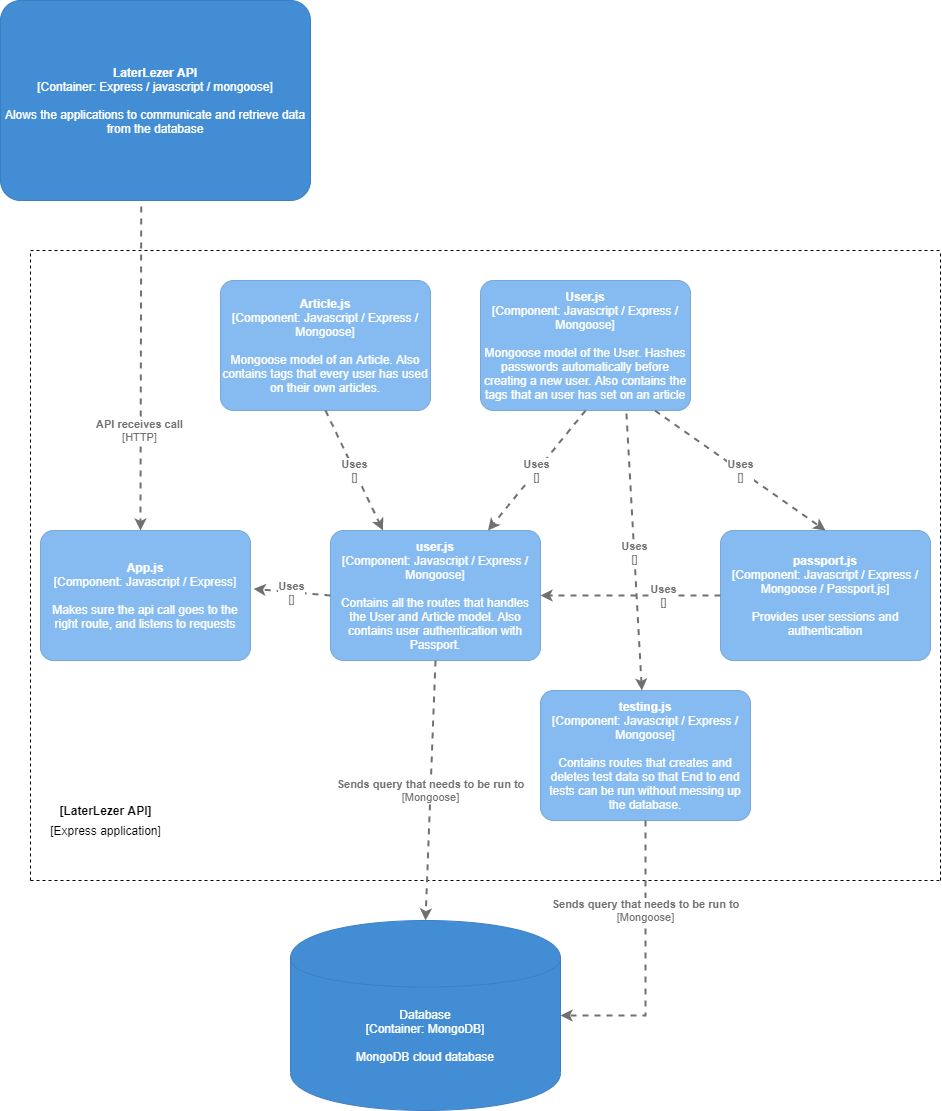 LaterLezer API
[Container: Express / javascript / mongoose]
Alows the applications to communicate and retrieve data
from the database
Article.js
[Component: Javascript / Express /
Mongoose]
Mongoose model of an Article. Also
contains tags that every user has used
on their own articles.
User.js
[Component: Javascript / Express /
Mongoose]
Mongoose model of the User. Hashes
passwords automatically before
creating a new user. Also contains the
tags that an user has set on an article
API receives call
[HTTP]
Uses
[]
Uses
[]
Uses
[]
Uses
[]
App.js
[Component: Javascript / Express]
Makes sure the api call goes to the
right route, and listens to requests
Uses
[]
user.js
[Component: Javascript / Express /
Mongoose]
Contains all the routes that handles
the User and Article model. Also
contains user authentication with
Passport.
Uses
[]
passport.js
[Component: Javascript / Express /
Mongoose / Passport.js]
Provides user sessions and
authentication
testing.js
[Component: Javascript / Express /
Mongoose]
Contains routes that creates and
deletes test data so that End to end
tests can be run without messing up
the database.
Sends query that needs to be run to
[Mongoose]
[LaterLezer API]
[Express application]
Sends query that needs to be run to
[Mongoose]
Database
[Container: MongoDB]
MongoDB cloud database